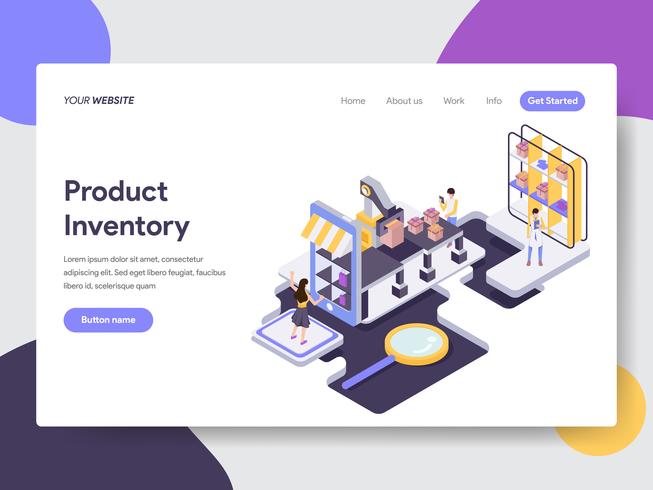 YOUR WEBSITE
Home About us Work Info Get Started
Product
Inventory
Lorem ipsum dolor sit amet, consectetur
adipiscing elit. Sed eget libero feugiat, faucibus
libero id, scelerisque quam
Button name